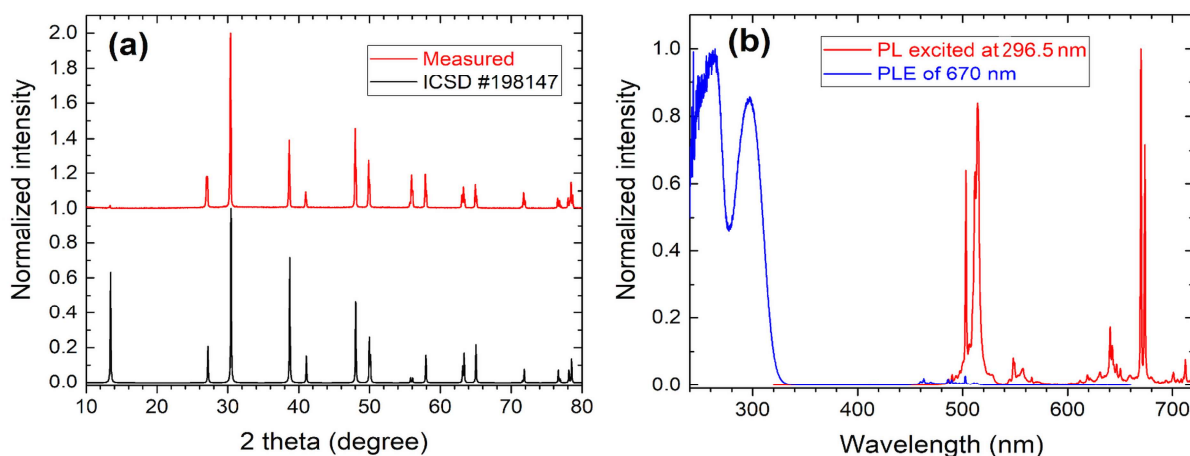 (a)
Measured
ICSD #198147
Normalized intensity
2.0
1.8
1.6
1.4
1.2
1.0
0.8
0.6
0.4
0.2
0.0
10 20 30 40 50 60 70 80
2 theta (degree)
(b)
PL excited at 296.5 nm
PLE of 670 nm
Normalized intensity
1.0
0.8
0.6
0.4
0.2
0.0
300 400 500 600 700
Wavelength (nm)